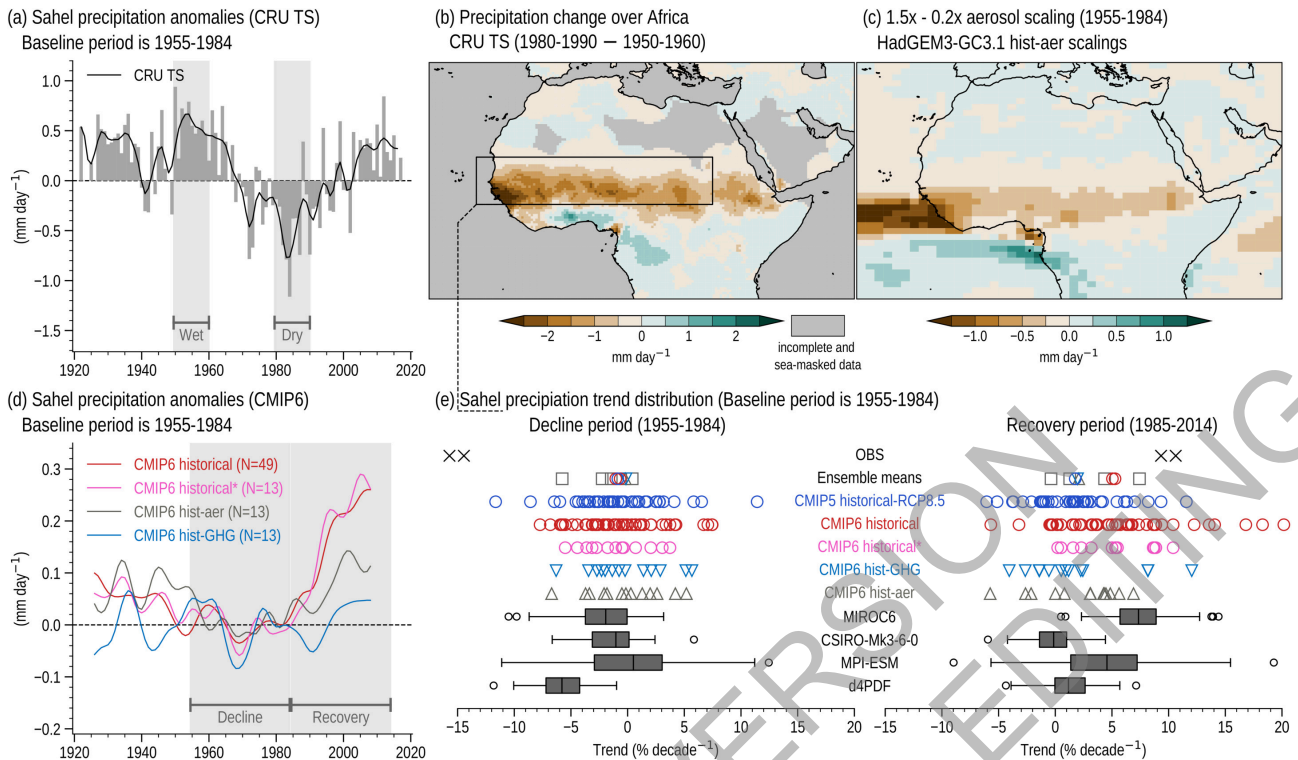 (a) Sahel precipitation anomalies (CRU TS)
Baseline period is 1955-1984
CRU TS
1.0
0.5
0.0
−0.5
−1.0
−1.5
(mm day−1)
Wet
Dry
1920 1940 1960 1980 2000 2020
(b) Precipitation change over Africa
CRU TS (1980-1990 — 1950-1960)
−2 −1 0 1 2
mm day−1
incomplete and
sea-masked data
(c) 1.5x - 0.2x aerosol scaling (1955-1984)
HadGEM3-GC3.1 hist-aer scalings
−1.0 −0.5 0.0 0.5 1.0
mm day−1
(d) Sahel precipitation anomalies (CMIP6)
Baseline period is 1955-1984
CMIP6 historical (N=49)
CMIP6 historical* (N=13)
CMIP6 hist-aer (N=13)
CMIP6 hist-GHG (N=13)
0.3
0.2
0.1
0.0
−0.1
−0.2
(mm day−1)
Decline
Recovery
1920 1940 1960 1980 2000 2020
(e) Sahel precipiation trend distribution (Baseline period is 1955-1984)
Decline period (1955-1984)
Recovery period (1985-2014)
OBS
Ensemble means
CMIP5 historical-RCP8.5
CMIP6 historical
CMIP6 historical*
CMIP6 hist-GHG
CMIP6 hist-aer
MIROC6
CSIRO-Mk3-6-0
MPI-ESM
d4PDF
−15 −10 −5 0 5 10 15 20
Trend (% decade−1)
−15 −10 −5 0 5 10 15 20
Trend (% decade−1)
VERSION
EDITING